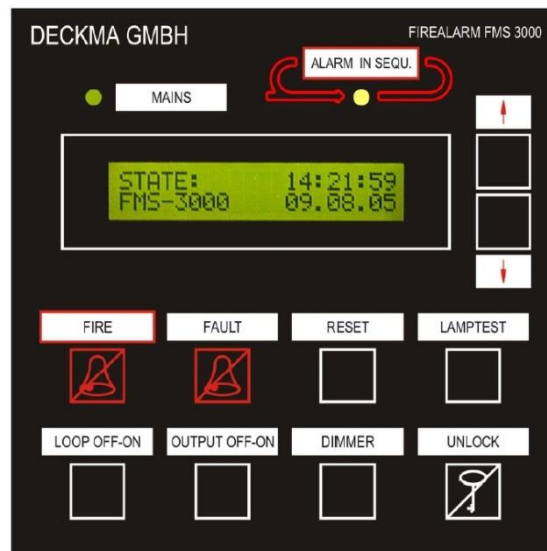 DECKMA GMBH
FIREALARM FMS 3000
ALARM IN SEQU.
MAINS
STATE: 14:21:59
FMS-3000 09.08.05
FIRE FAULT RESET LAMPTEST
LOOP OFF-ON OUTPUT OFF-ON DIMMER UNLOCK